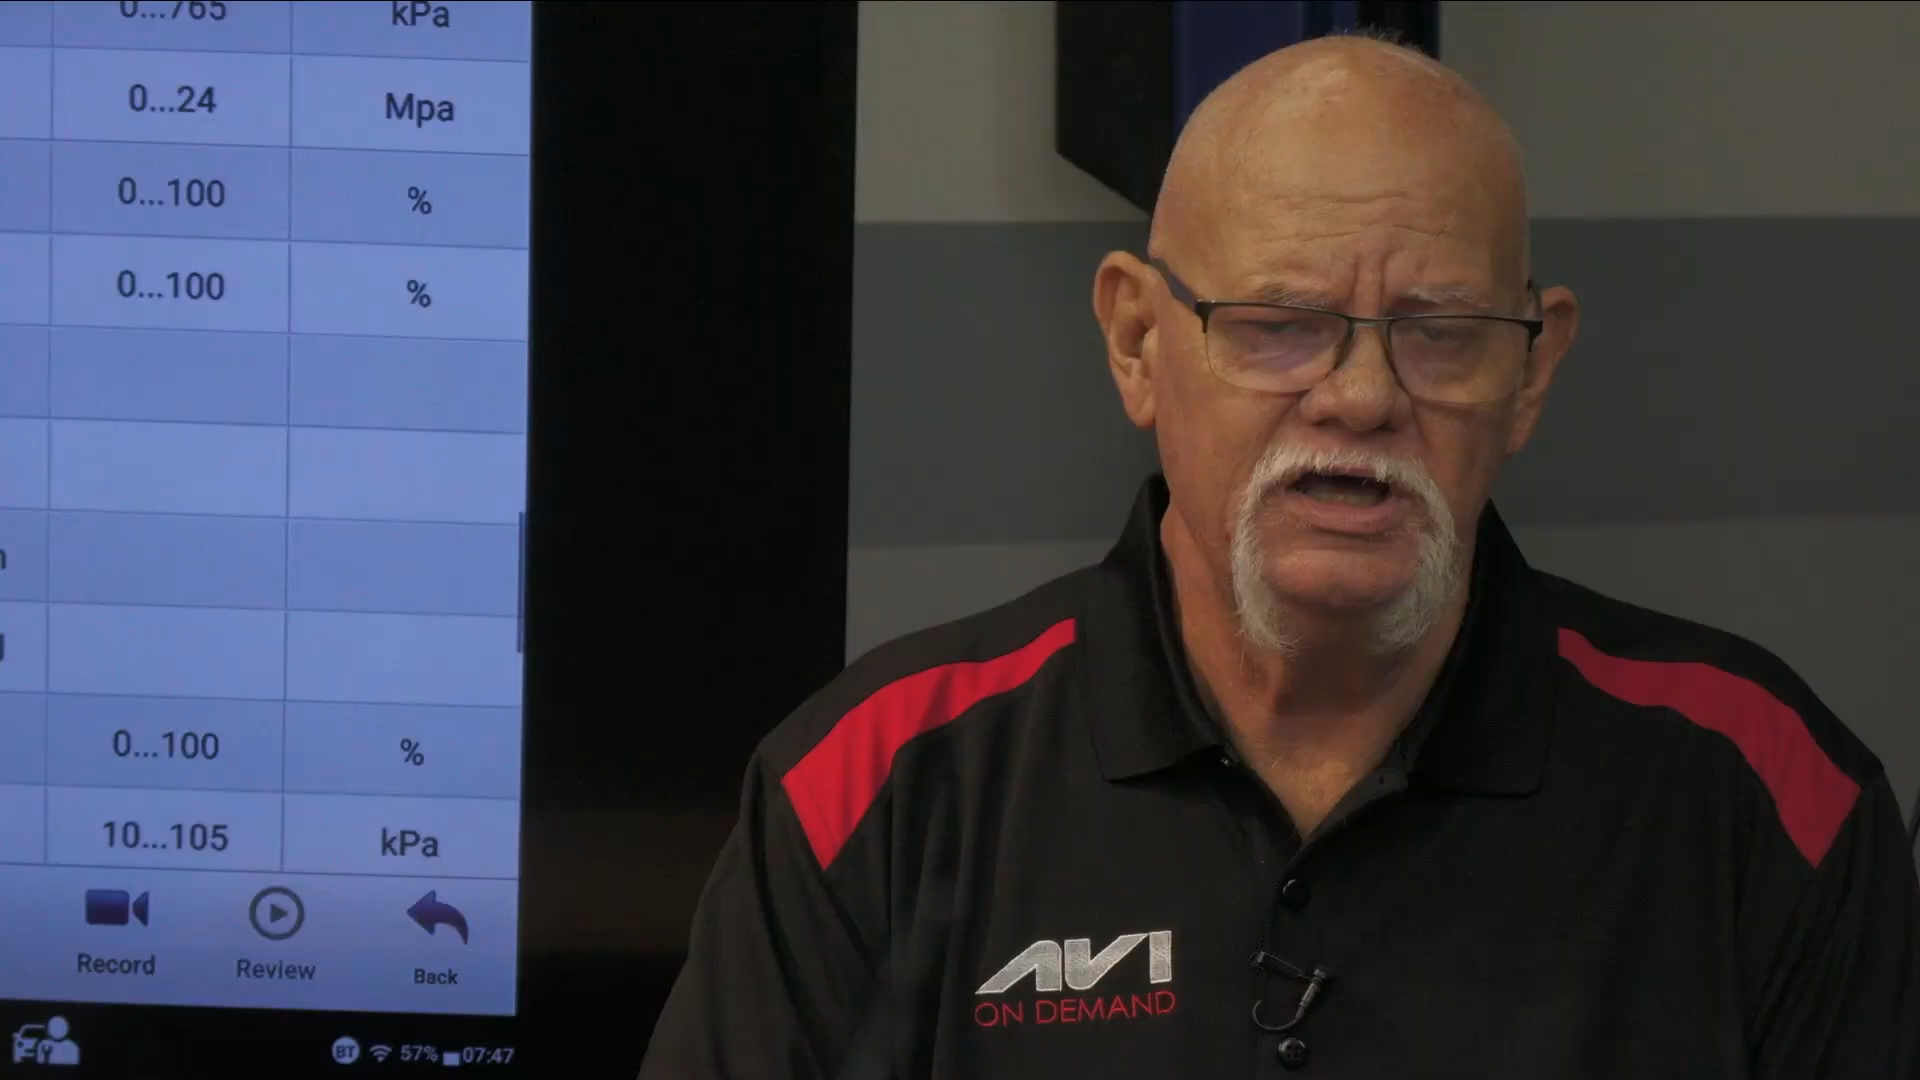 0...765 kPa
0...24 Mpa
0...100 %
0...100 %
0...100 %
10...105 kPa
Record Review Back
BT 57% 07:47
AVI
ON DEMAND